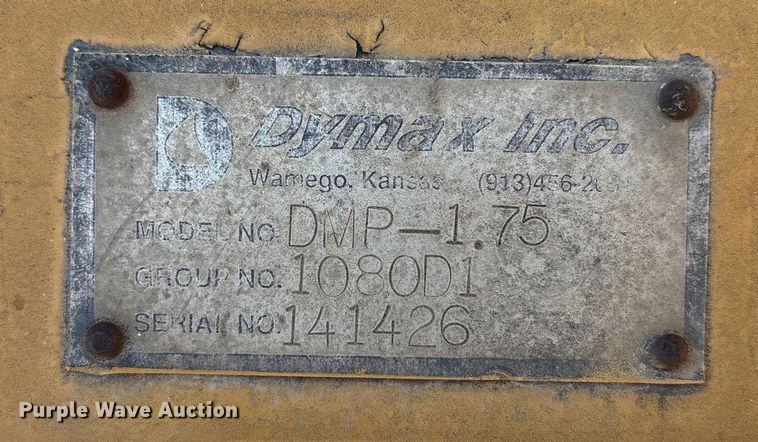 Dymax Inc.
Wamego, Kansas
MODEL NO. DMP-1.75
GROUP NO. 1080D1
SERIAL NO. 141426
Purple Wave Auction